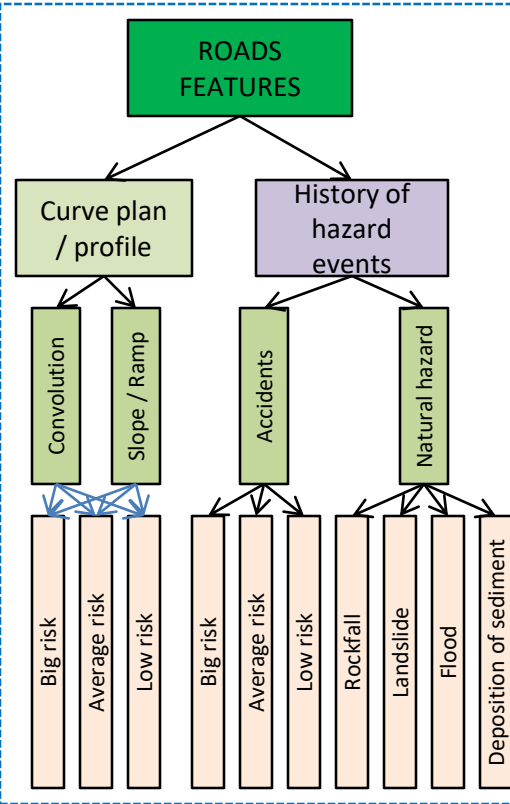 ROADS
FEATURES
Curve plan
/ profile
History of
hazard
events
Convolution
Slope / Ramp
Accidents
Natural hazard
Big risk
Average risk
Low risk
Big risk
Average risk
Low risk
Rockfall
Landslide
Flood
Deposition of sediment